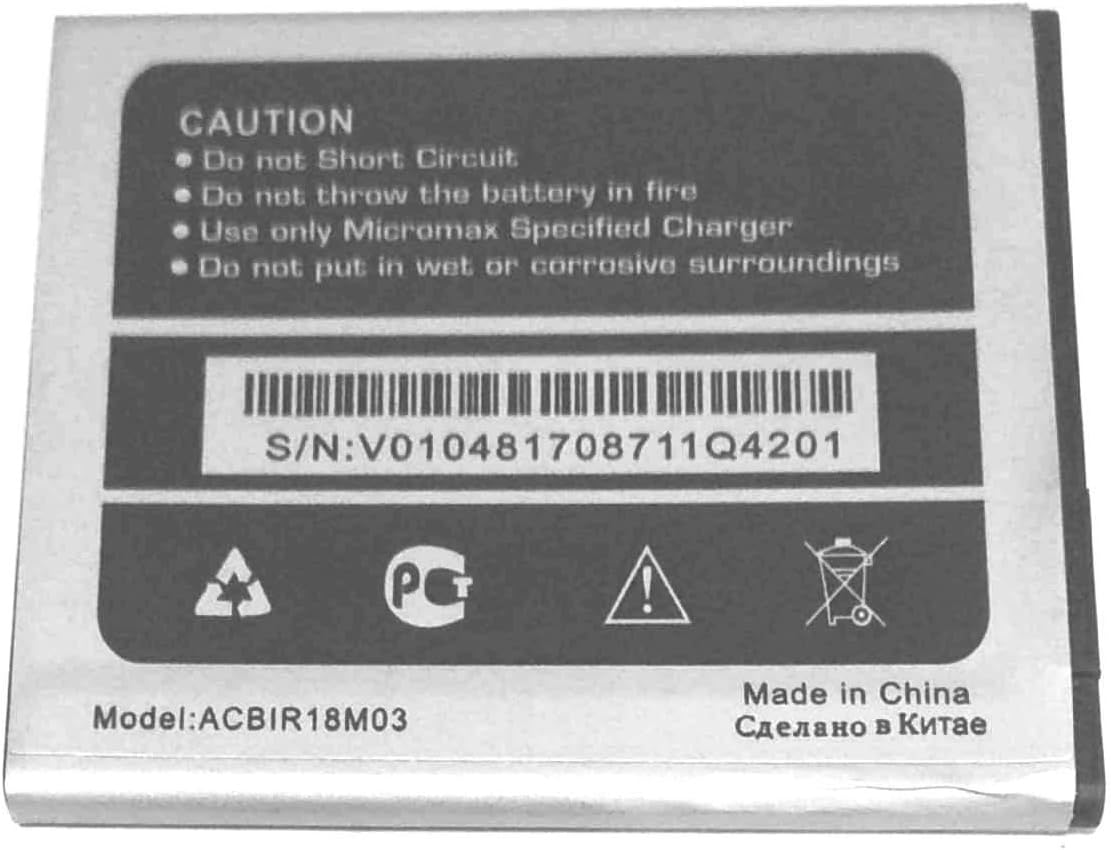 CAUTION
• Do not Short Circuit
• Do not throw the battery in fire
• Use only Micromax Specified Charger
• Do not put in wet or corrosive surroundings
S/N:V010481708711Q4201
РСТ
Model:ACBIR18M03
Made in China
Сделано в Китае